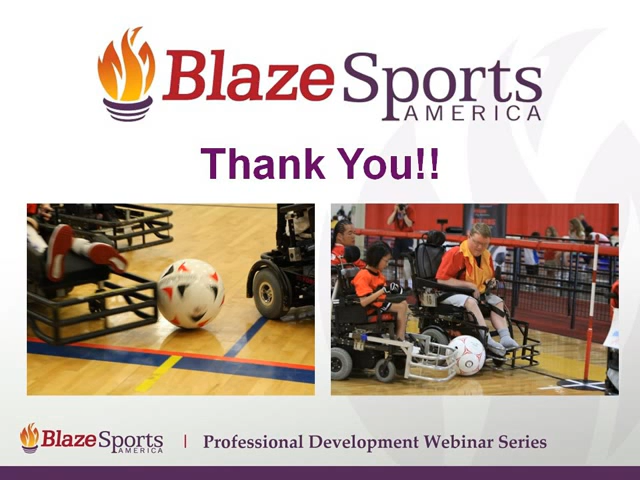 BlazeSports
AMERICA
Thank You!!
BlazeSports
AMERICA
| Professional Development Webinar Series